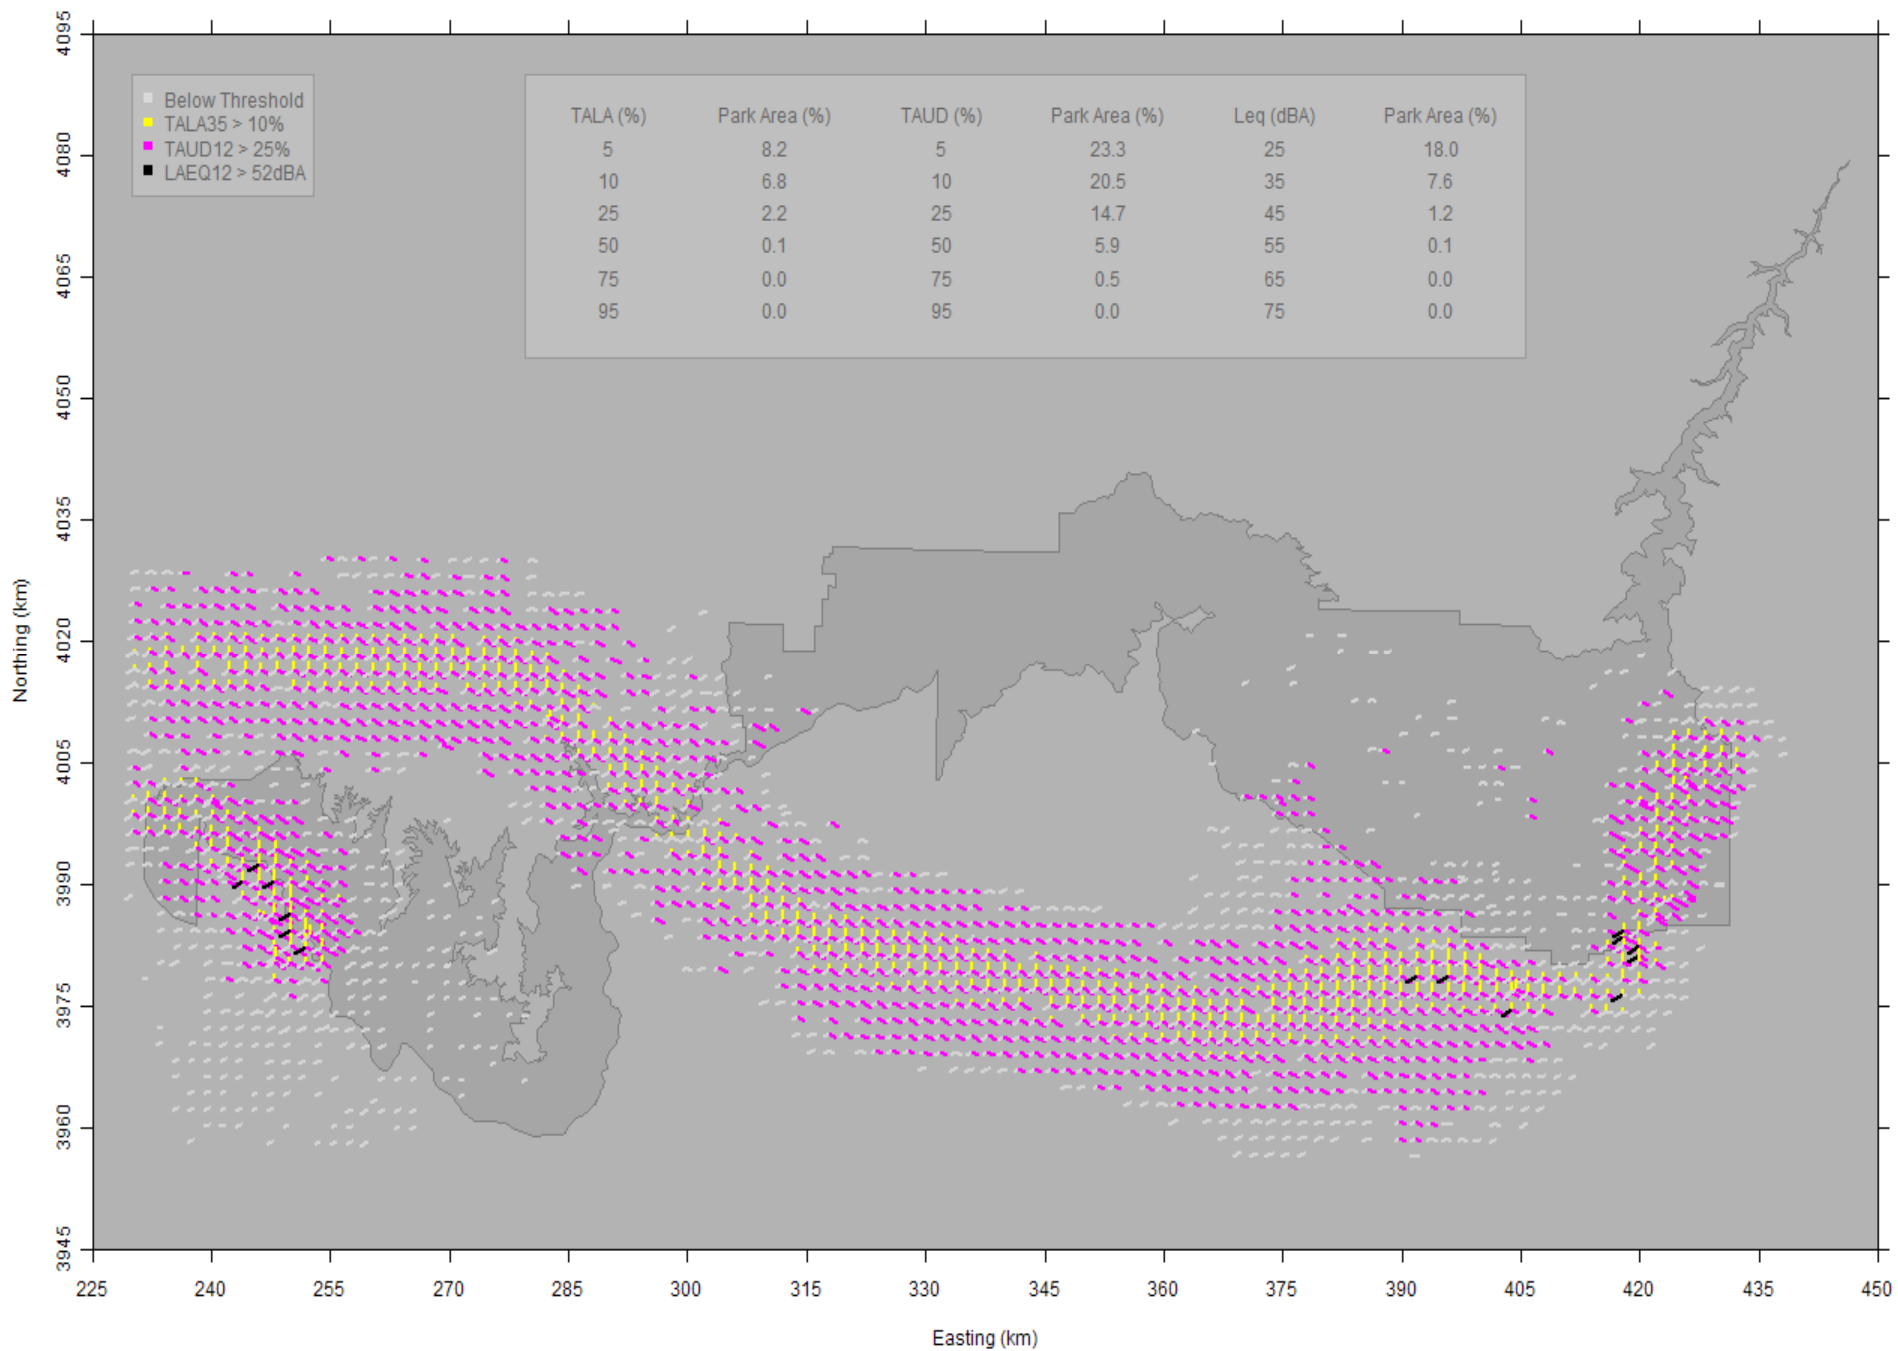 Below Threshold
TALA35 > 10%
TAUD12 > 25%
LAEQ12 > 52dBA
TALA (%) Park Area (%) TAUD (%) Park Area (%) Leq (dBA) Park Area (%)
5 8.2 5 23.3 25 18.0
10 6.8 10 20.5 35 7.6
25 2.2 25 14.7 45 1.2
50 0.1 50 5.9 55 0.1
75 0.0 75 0.5 65 0.0
95 0.0 95 0.0 75 0.0
4095
4080
4065
4050
4035
4020
4005
3990
3975
3960
3945
Northing (km)
225 240 255 270 285 300 315 330 345 360 375 390 405 420 435 450
Easting (km)